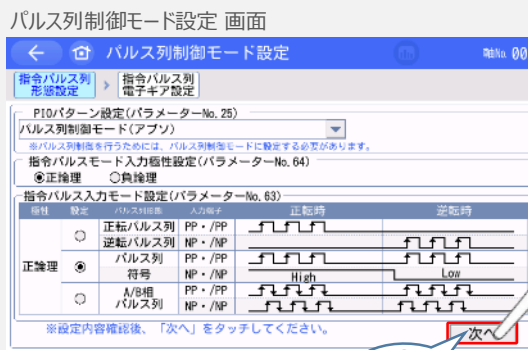 パルス列制御モード設定 画面
パルス列制御モード設定
軸No. 00
指令パルス列
形態設定
指令パルス列
電子ギア設定
PIOパターン設定(パラメーターNo.25)
パルス列制御モード(アブソ)
※パルス列制御を行うためには、パルス列制御モードに設定する必要があります。
指令パルスモード入力極性設定(パラメーターNo.64)
正論理 負論理
指令パルス入力モード設定(パラメーターNo.63)
極性 設定 パルス列形態 入力端子 正転時 逆転時
正転パルス列 PP・/PP
逆転パルス列 NP・/NP
正論理
パルス列 PP・/PP
符号 NP・/NP High Low
A/B相
パルス列
PP・/PP
NP・/NP
※設定内容確認後、「次へ」をタッチしてください。
次へ